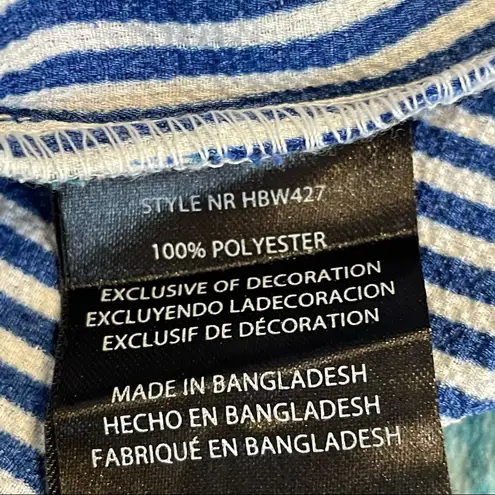 STYLE NR HBW427
100% POLYESTER
EXCLUSIVE OF DECORATION
EXCLUYENDO LADECORACION
EXCLUSIF DE DÉCORATION
MADE IN BANGLADESH
HECHO EN BANGLADESH
FABRIQUÉ EN BANGLADESH